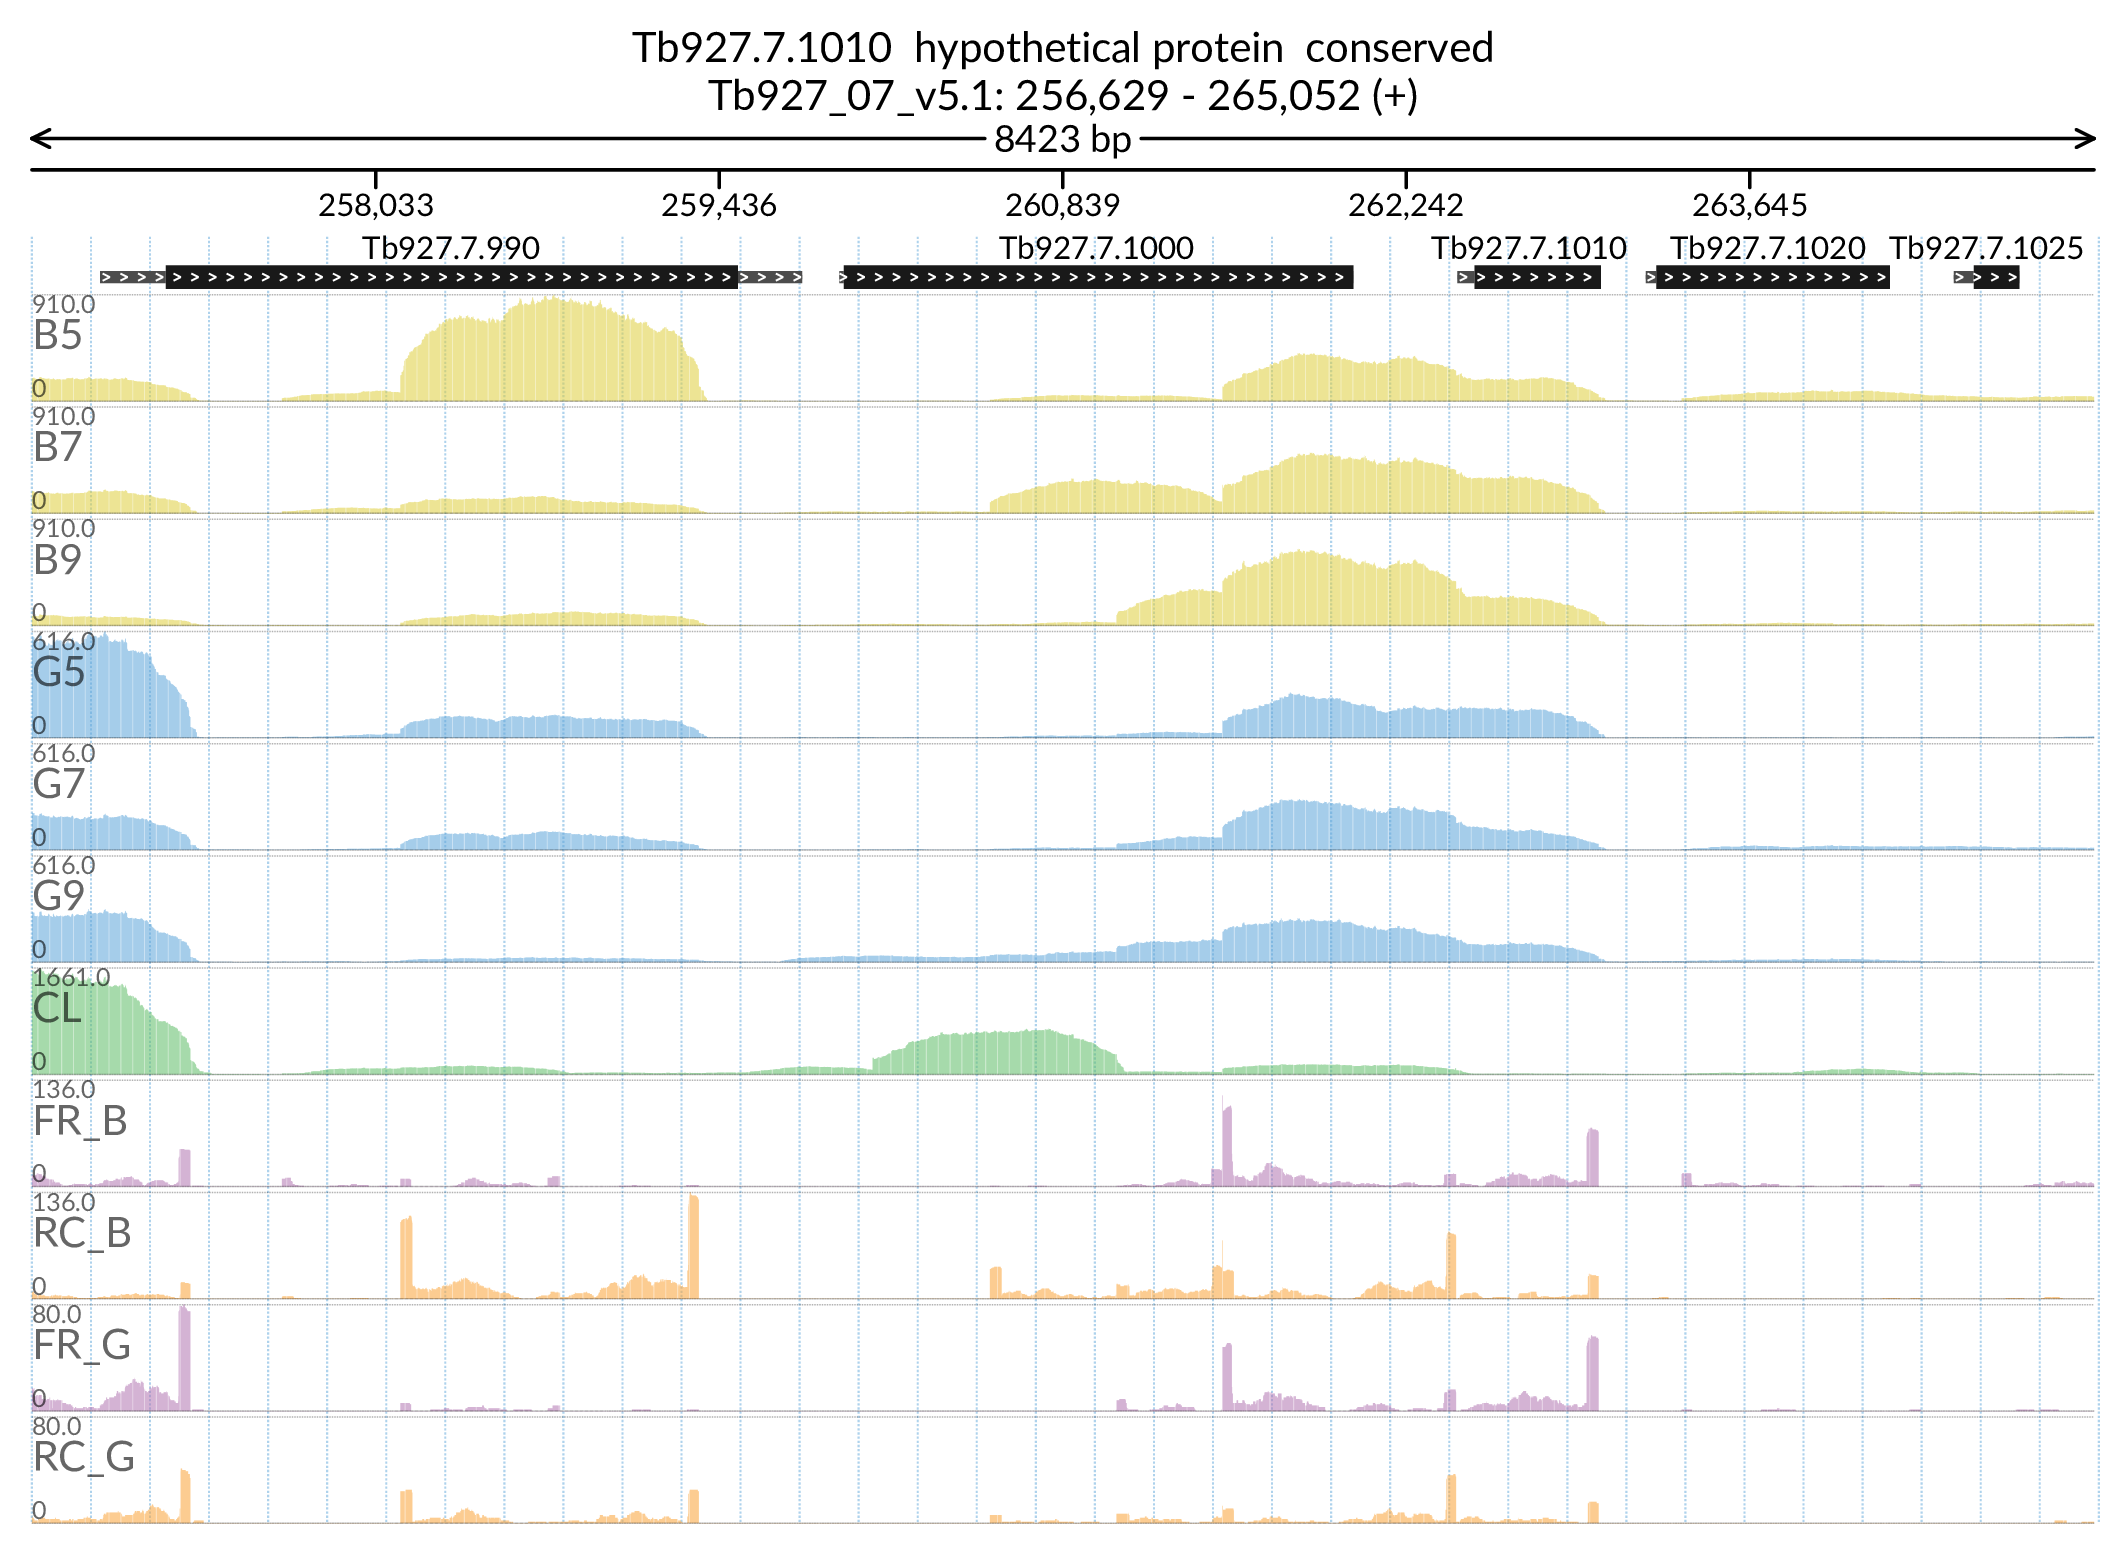 Tb927.7.1010 hypothetical protein conserved
Tb927_07_v5.1: 256,629 - 265,052 (+)
8423 bp
258,033 259,436 260,839 262,242 263,645
Tb927.7.990 Tb927.7.1000 Tb927.7.1010 Tb927.7.1020 Tb927.7.1025
910.0
B5
0
910.0
B7
0
910.0
B9
0
616.0
G5
0
616.0
G7
0
616.0
G9
0
1661.0
CL
0
136.0
FR_B
0
136.0
RC_B
0
80.0
FR_G
0
80.0
RC_G
0